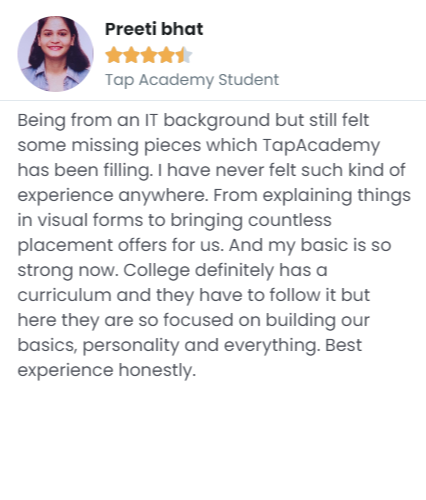 Preeti bhat
Tap Academy Student
Being from an IT background but still felt
some missing pieces which TapAcademy
has been filling. I have never felt such kind of
experience anywhere. From explaining things
in visual forms to bringing countless
placement offers for us. And my basic is so
strong now. College definitely has a
curriculum and they have to follow it but
here they are so focused on building our
basics, personality and everything. Best
experience honestly.